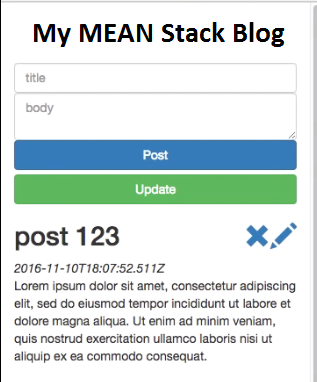 My MEAN Stack Blog
title
body
Post
Update
post 123
2016-11-10T18:07:52.511Z
Lorem ipsum dolor sit amet, consectetur adipiscing
elit, sed do eiusmod tempor incididunt ut labore et
dolore magna aliqua. Ut enim ad minim veniam,
quis nostrud exercitation ullamco laboris nisi ut
aliquip ex ea commodo consequat.